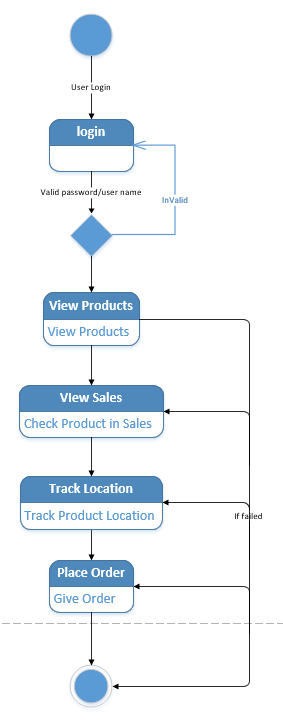 User Login
login
Valid password/user name
InValid
View Products
View Products
VIew Sales
Check Product in Sales
Track Location
Track Product Location
If failed
Place Order
Give Order